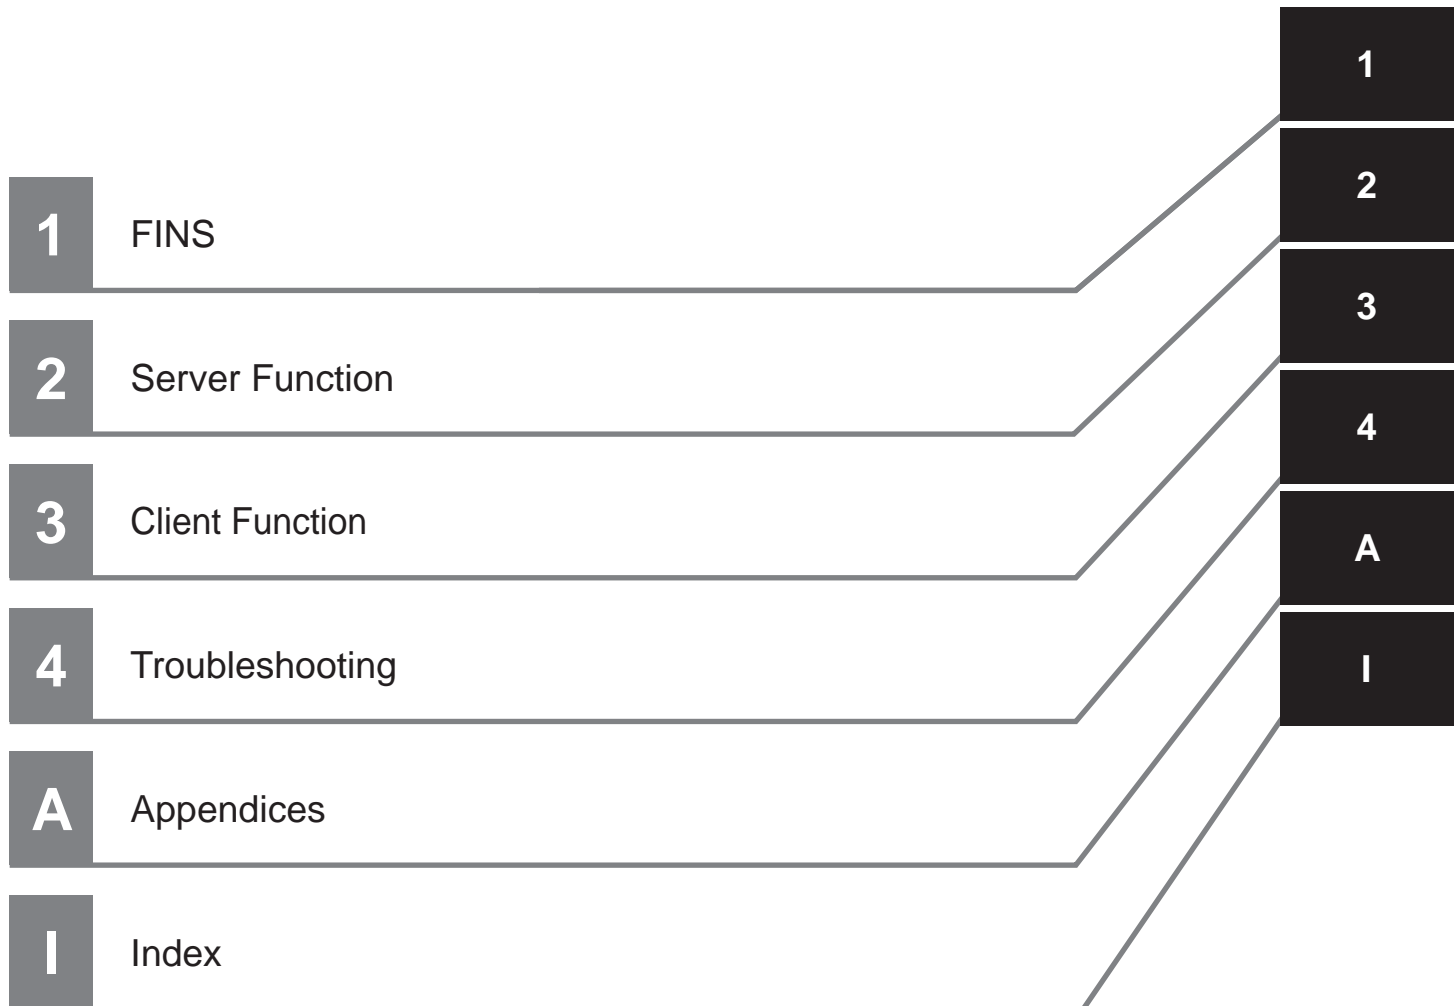 1 FINS
2 Server Function
3 Client Function
4 Troubleshooting
A Appendices
I Index
1
2
3
4
A
I